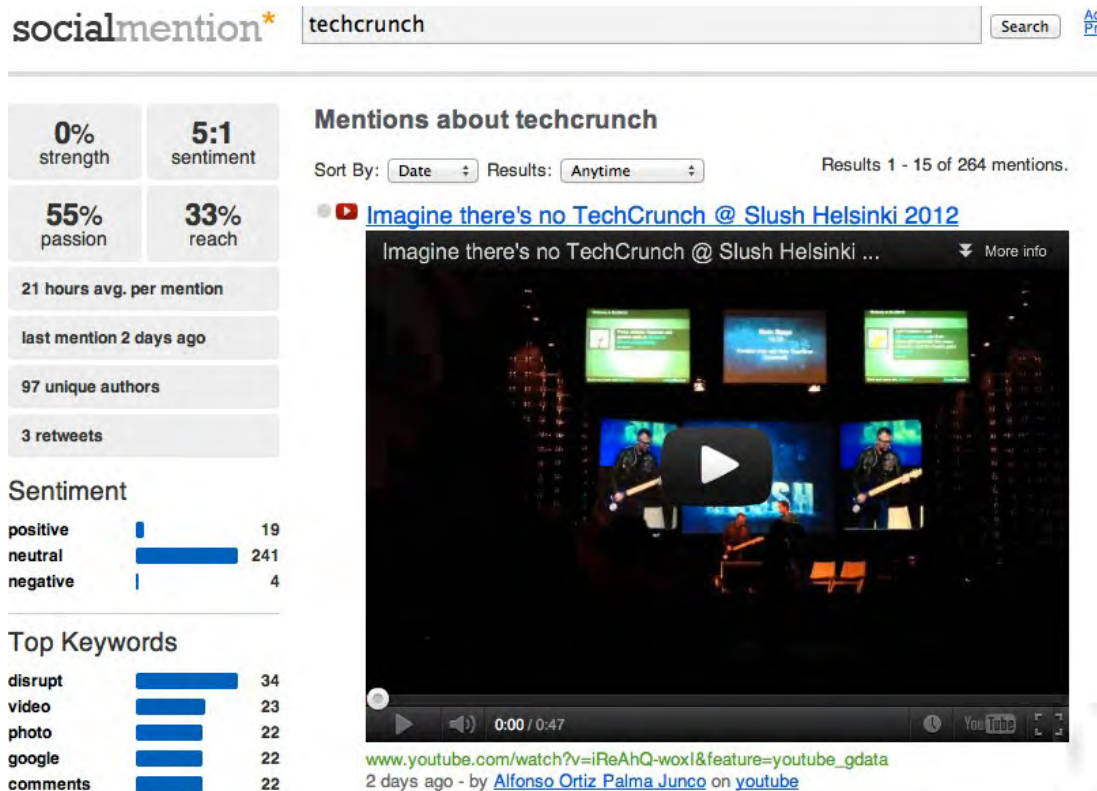 socialmention*
techcrunch
Search
0%
strength
5:1
sentiment
55%
passion
33%
reach
21 hours avg. per mention
last mention 2 days ago
97 unique authors
3 retweets
Sentiment
positive 19
neutral 241
negative 4
Top Keywords
disrupt 34
video 23
photo 22
google 22
comments 22
Mentions about techcrunch
Sort By: Date Results: Anytime Results 1 - 15 of 264 mentions.
Imagine there's no TechCrunch @ Slush Helsinki 2012
Imagine there's no TechCrunch @ Slush Helsinki ... More info
0:00 / 0:47 YouTube
www.youtube.com/watch?v=iReAhQ-woxI&feature=youtube_gdata
2 days ago - by Alfonso Ortiz Palma Junco on youtube